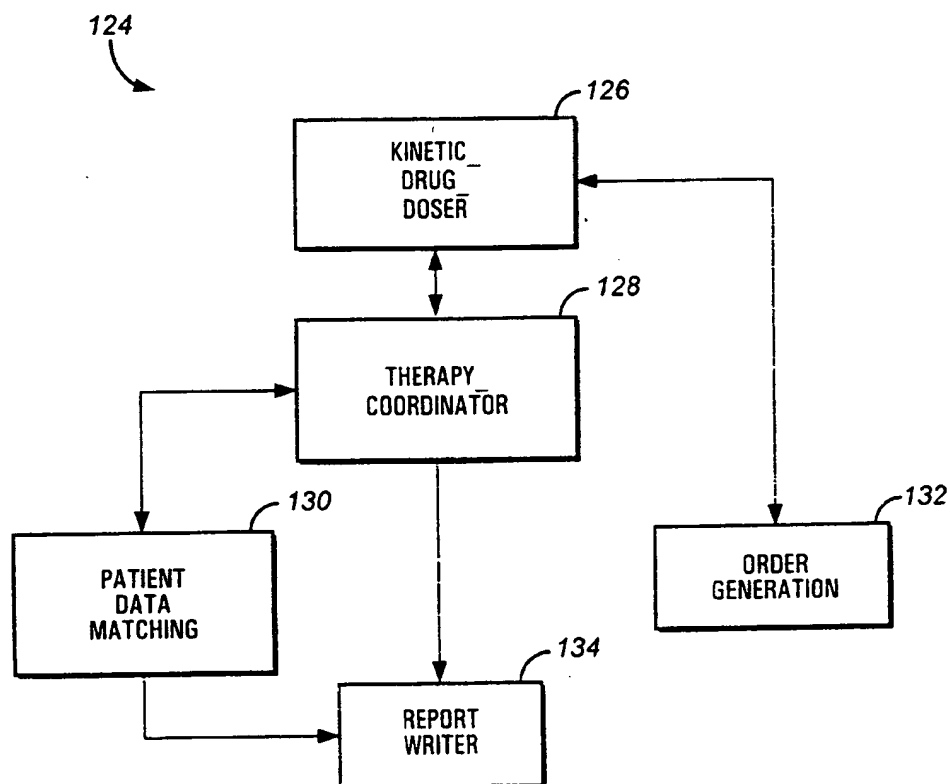 124
126
KINETIC_
DRUG_
DOSER
128
THERAPY_
COORDINATOR
130
PATIENT
DATA
MATCHING
132
ORDER
GENERATION
134
REPORT
WRITER